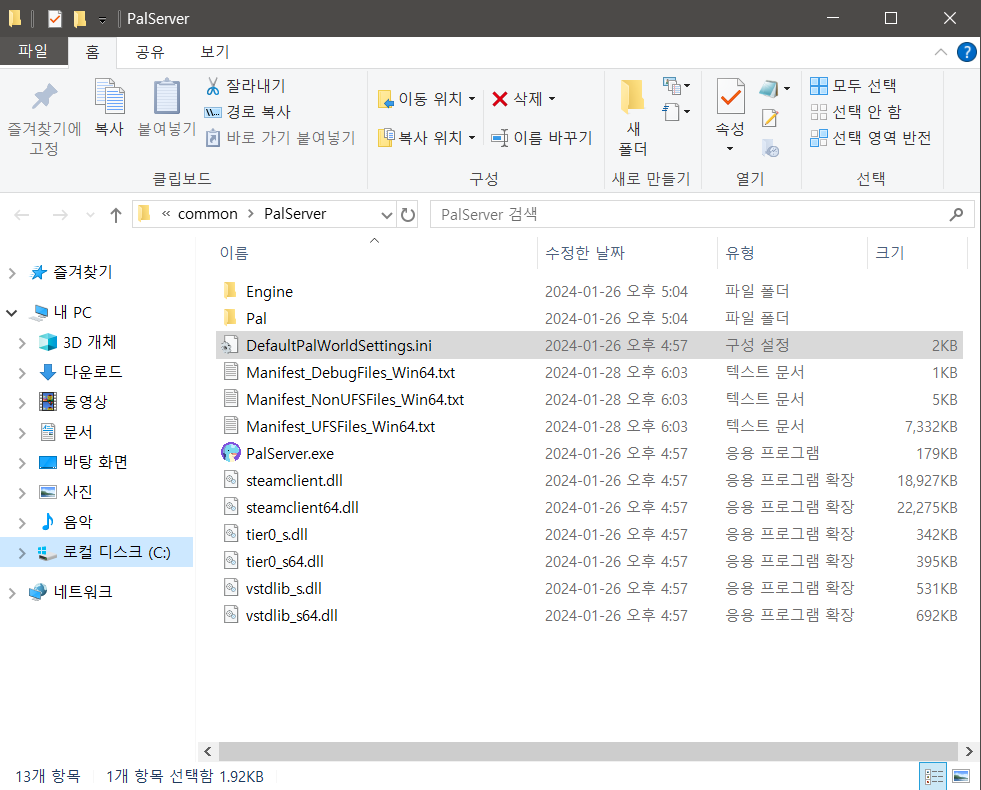 PalServer
파일 홈 공유 보기
즐겨찾기에 고정
복사
붙여넣기
잘라내기
경로 복사
바로 가기 붙여넣기
클립보드
이동 위치
복사 위치
삭제
이름 바꾸기
구성
새 폴더
새로 만들기
속성
열기
모두 선택
선택 안 함
선택 영역 반전
선택
« common > PalServer
PalServer 검색
즐겨찾기
내 PC
3D 개체
다운로드
동영상
문서
바탕 화면
사진
음악
로컬 디스크 (C:)
네트워크
이름 수정한 날짜 유형 크기
Engine 2024-01-26 오후 5:04 파일 폴더
Pal 2024-01-26 오후 5:04 파일 폴더
DefaultPalWorldSettings.ini 2024-01-26 오후 4:57 구성 설정 2KB
Manifest_DebugFiles_Win64.txt 2024-01-28 오후 6:03 텍스트 문서 1KB
Manifest_NonUFSFiles_Win64.txt 2024-01-28 오후 6:03 텍스트 문서 5KB
Manifest_UFSFiles_Win64.txt 2024-01-28 오후 6:03 텍스트 문서 7,332KB
PalServer.exe 2024-01-26 오후 4:57 응용 프로그램 179KB
steamclient.dll 2024-01-26 오후 4:57 응용 프로그램 확장 18,927KB
steamclient64.dll 2024-01-26 오후 4:57 응용 프로그램 확장 22,275KB
tier0_s.dll 2024-01-26 오후 4:57 응용 프로그램 확장 342KB
tier0_s64.dll 2024-01-26 오후 4:57 응용 프로그램 확장 395KB
vstdlib_s.dll 2024-01-26 오후 4:57 응용 프로그램 확장 531KB
vstdlib_s64.dll 2024-01-26 오후 4:57 응용 프로그램 확장 692KB
13개 항목 1개 항목 선택함 1.92KB